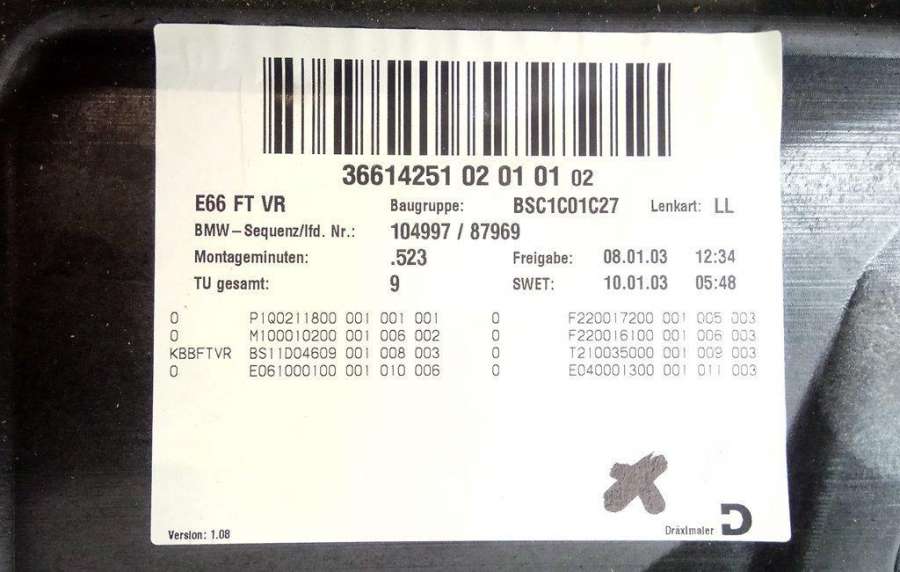 36614251 02 01 01 02
E66 FT VR Baugruppe: BSC1C01C27 Lenkart: LL
BMW-Sequenz/lfd. Nr.: 104997 / 87969
Montageminuten: .523 Freigabe: 08.01.03 12:34
TU gesamt: 9 SWET: 10.01.03 05:48
0 P1Q0211800 001 001 001 0 F220017200 001 005 003
0 M100010200 001 006 002 0 F220016100 001 006 003
KBBFTVR BS11D04609 001 008 003 0 T210035000 001 009 003
0 E061000100 001 010 006 0 E040001300 001 011 003
Version: 1.08 Dräxlmaier D